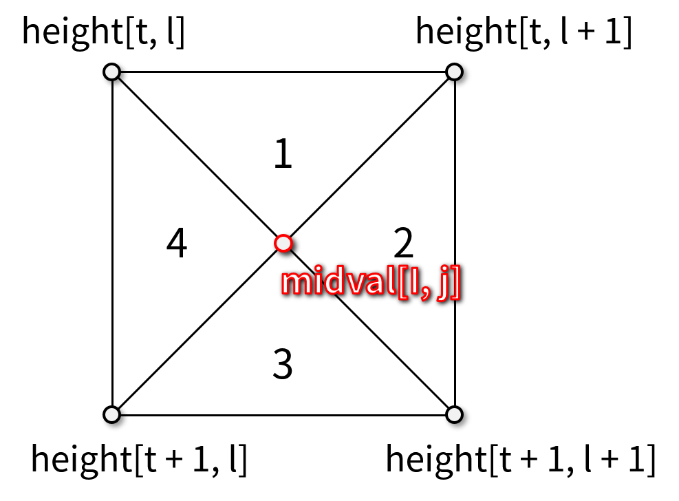 height[t, l]
height[t, l + 1]
1
4
2
midval[I, j]
3
height[t + 1, l]
height[t + 1, l + 1]